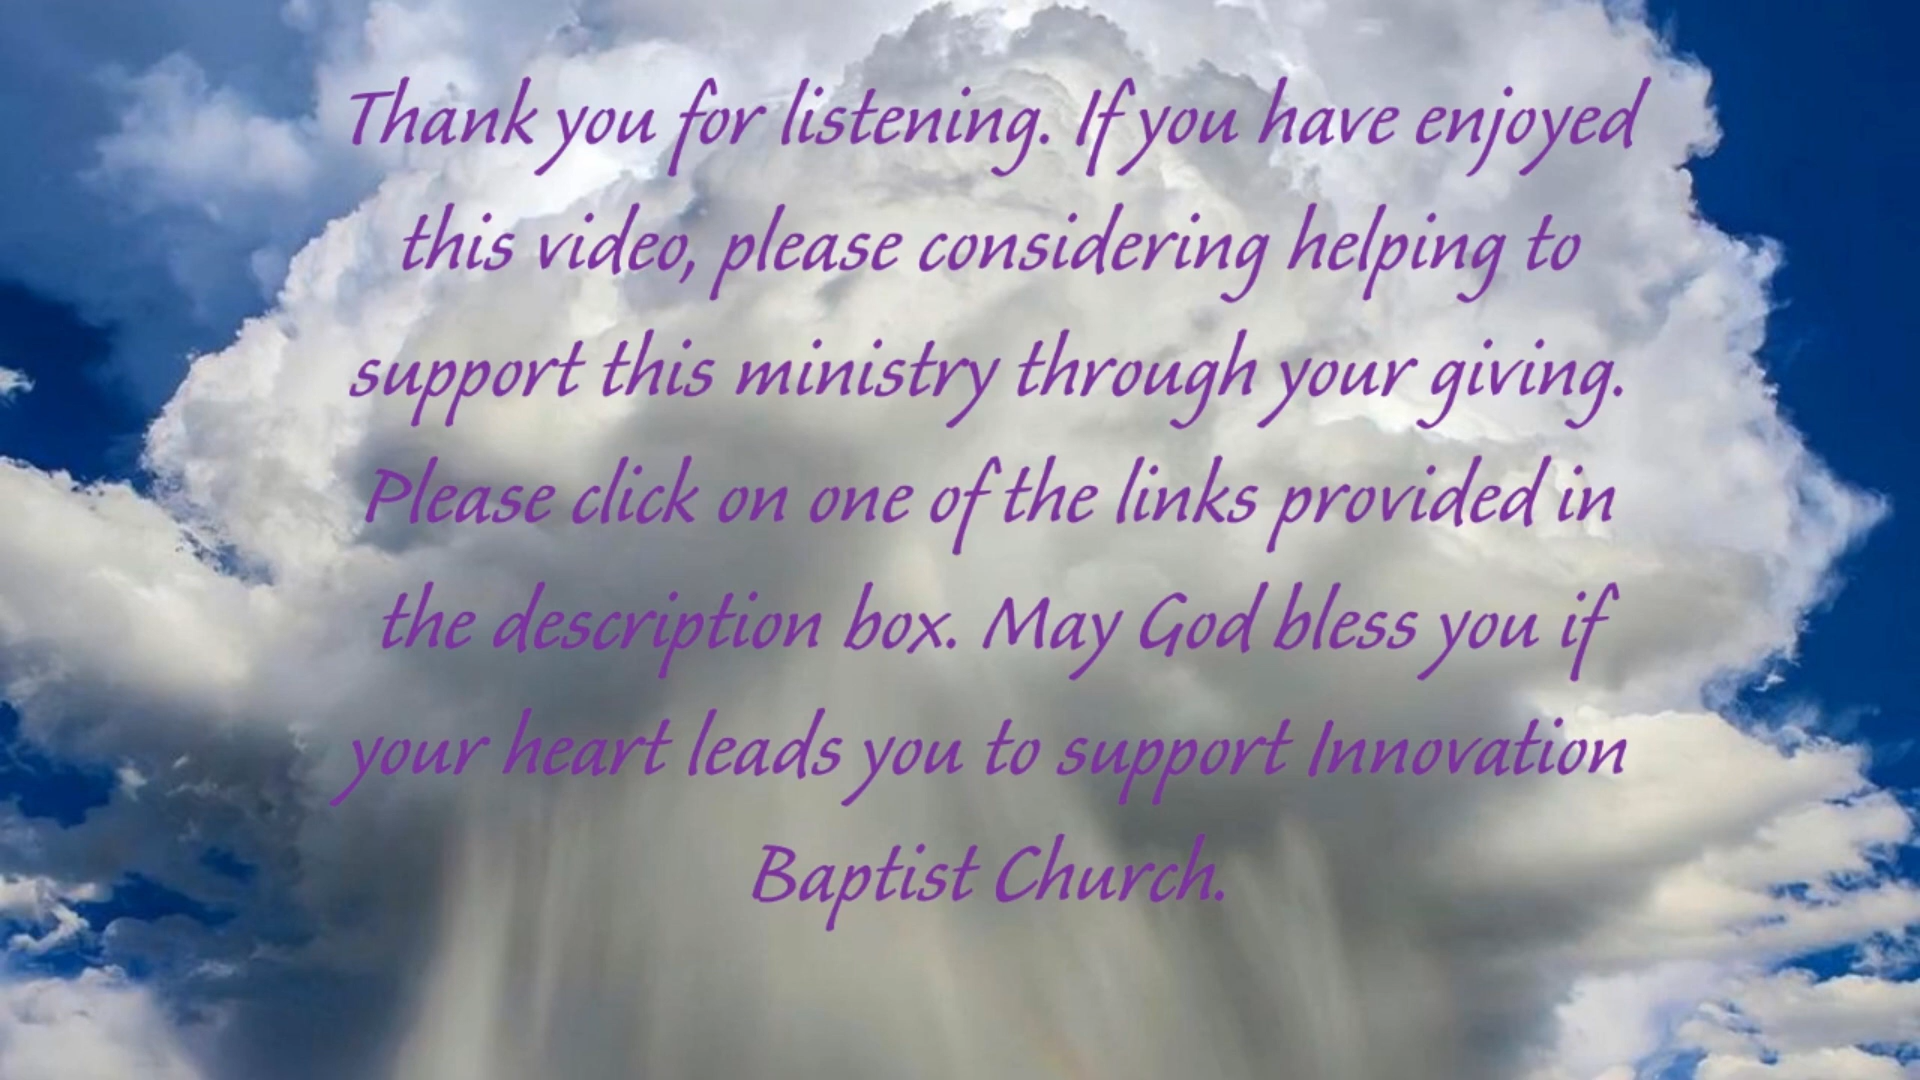 Thank you for listening. If you have enjoyed
this video, please considering helping to
support this ministry through your giving.
Please click on one of the links provided in
the description box. May God bless you if
your heart leads you to support Innovation
Baptist Church.